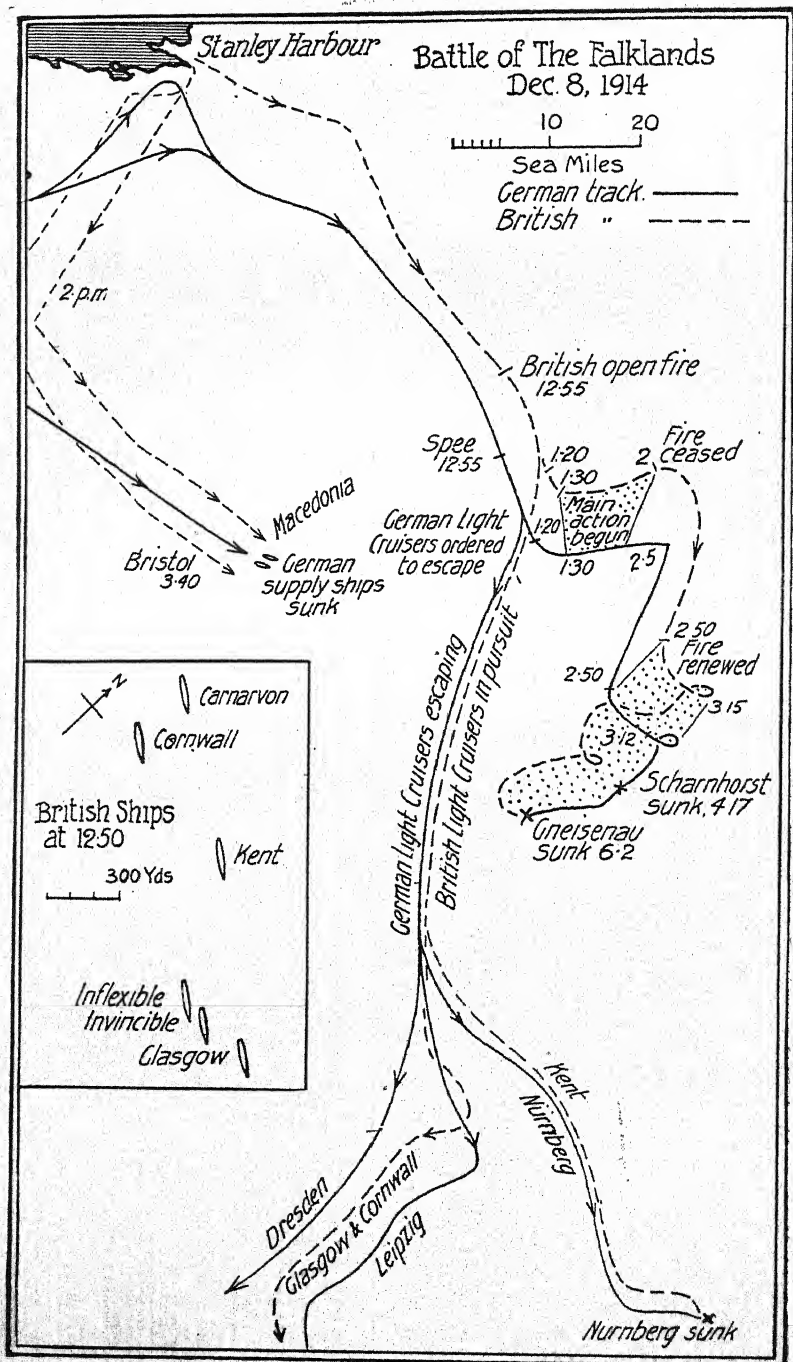 Stanley Harbour
Battle of The Falklands
Dec. 8, 1914
10 20
Sea Miles
German track.
British "
2.p.m
British open fire
12·55
Spee
12·55
1·20
1·30
2
Fire
ceased
Main
action
begun
1·20
1·30
2·5
German Light
Cruisers ordered
to escape
Macedonia
Bristol
3·40
German
supply ships
sunk
2·50
Fire
renewed
2·50
3·15
3·12
Scharnhorst
sunk, 4·17
Gneisenau
sunk 6·2
German light Cruisers escaping
British Light Cruisers in pursuit
N
Carnarvon
Cornwall
British Ships
at 12·50
300 Yds
Kent
Inflexible
Invincible
Glasgow
Kent
Nürnberg
Dresden
Glasgow & Cornwall
Leipzig
Nurnberg sunk